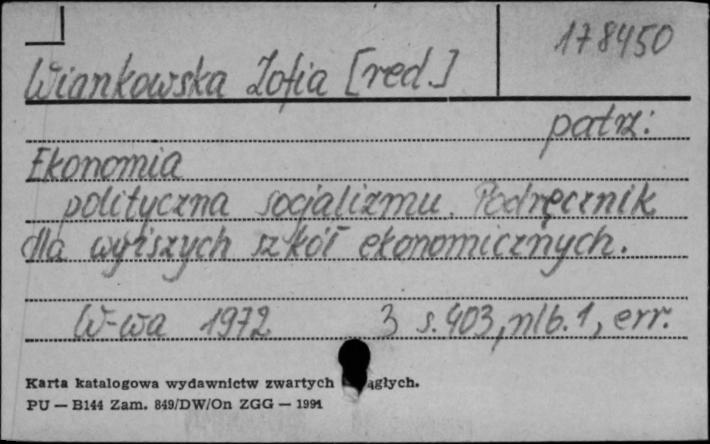 178450
Wiankowska Zofia [red.]
patrz:
Ekonomia
polityczna socjalizmu. Podręcznik
dla wyższych szkół ekonomicznych.
W-wa 1972 3 s. 403, nlb. 1, err.
Karta katalogowa wydawnictw zwartych ągłych.
PU — B144 Zam. 849/DW/On ZGG — 1991